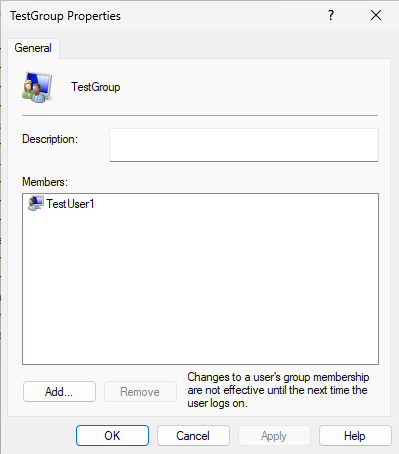 TestGroup Properties
?
General
TestGroup
Description:
Members:
TestUser1
Add...
Remove
Changes to a user's group membership
are not effective until the next time the
user logs on.
OK
Cancel
Apply
Help